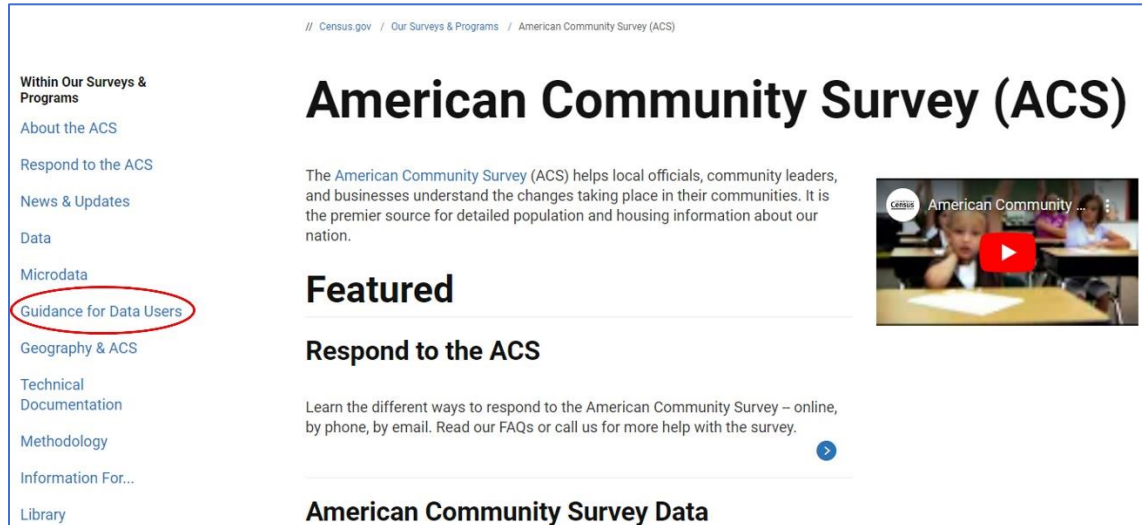 // Census.gov / Our Surveys & Programs / American Community Survey (ACS)
Within Our Surveys &
Programs
About the ACS
Respond to the ACS
News & Updates
Data
Microdata
Guidance for Data Users
Geography & ACS
Technical
Documentation
Methodology
Information For...
Library
American Community Survey (ACS)
The American Community Survey (ACS) helps local officials, community leaders,
and businesses understand the changes taking place in their communities. It is
the premier source for detailed population and housing information about our
nation.
Census
American Community ...
Featured
Respond to the ACS
Learn the different ways to respond to the American Community Survey -- online,
by phone, by email. Read our FAQs or call us for more help with the survey.
American Community Survey Data